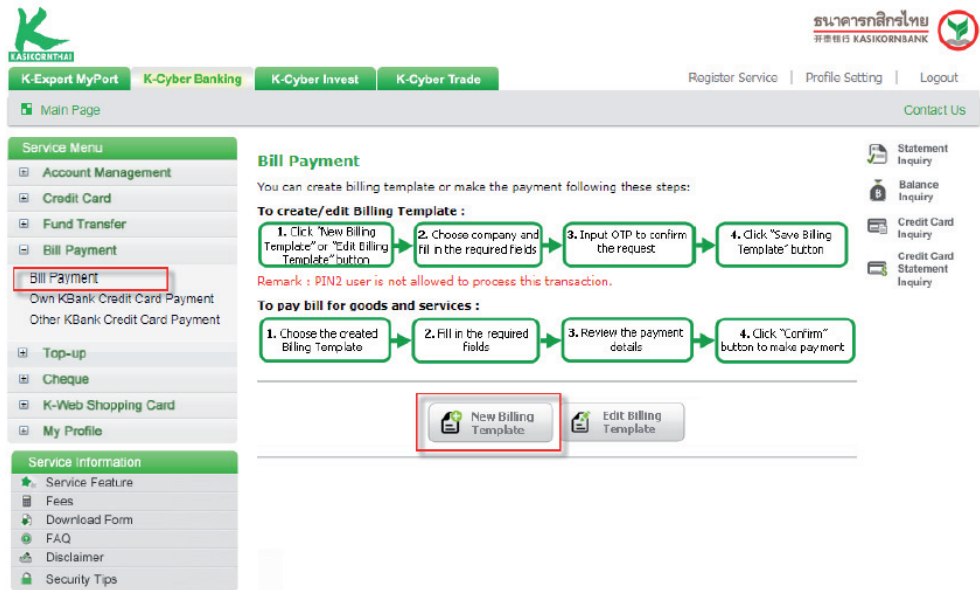 KASIKORNTHAI
ธนาคารกสิกรไทย
开泰银行 KASIKORNBANK
K-Expert MyPort
K-Cyber Banking
K-Cyber Invest
K-Cyber Trade
Register Service | Profile Setting | Logout
Main Page
Contact Us
Service Menu
Account Management
Credit Card
Fund Transfer
Bill Payment
Bill Payment
Own KBank Credit Card Payment
Other KBank Credit Card Payment
Top-up
Cheque
K-Web Shopping Card
My Profile
Service Information
Service Feature
Fees
Download Form
FAQ
Disclaimer
Security Tips
Bill Payment
You can create billing template or make the payment following these steps:
To create/edit Billing Template :
1. Click "New Billing
Template" or "Edit Billing
Template" button
2. Choose company and
fill in the required fields
3. Input OTP to confirm
the request
4. Click "Save Billing
Template" button
Remark : PIN2 user is not allowed to process this transaction.
To pay bill for goods and services :
1. Choose the created
Billing Template
2. Fill in the required
fields
3. Review the payment
details
4. Click "Confirm"
button to make payment
New Billing
Template
Edit Billing
Template
Statement
Inquiry
Balance
Inquiry
Credit Card
Inquiry
Credit Card
Statement
Inquiry